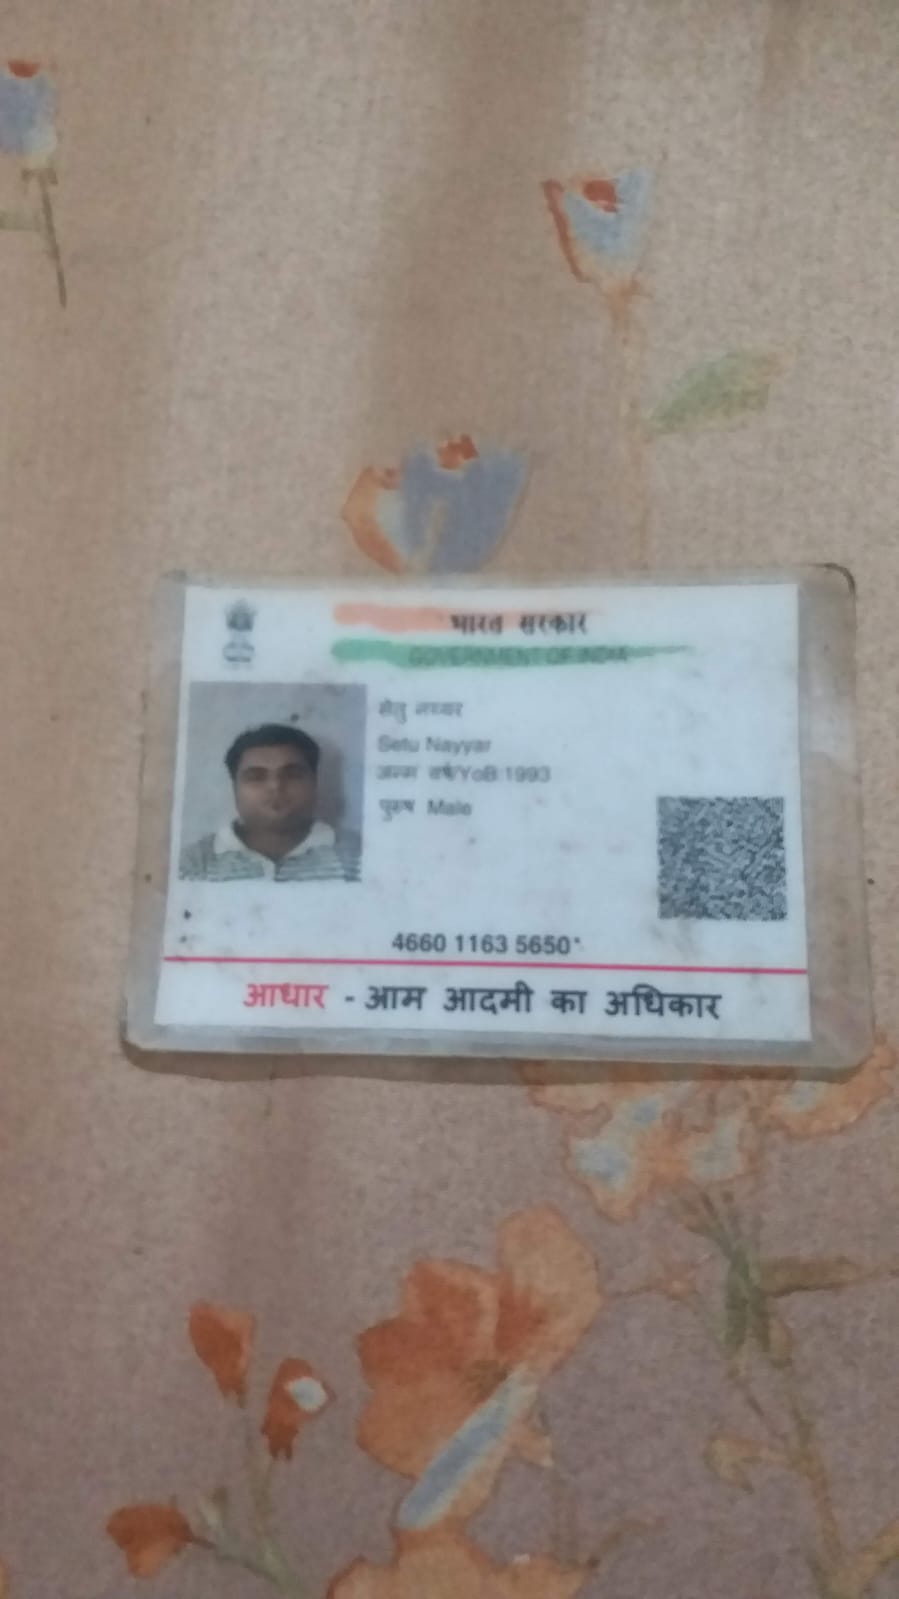 भारत सरकार
GOVERNMENT OF INDIA
सेतु नय्यर
Setu Nayyar
जन्म वर्ष/YoB:1993
पुरुष Male
4660 1163 5650
आधार - आम आदमी का अधिकार